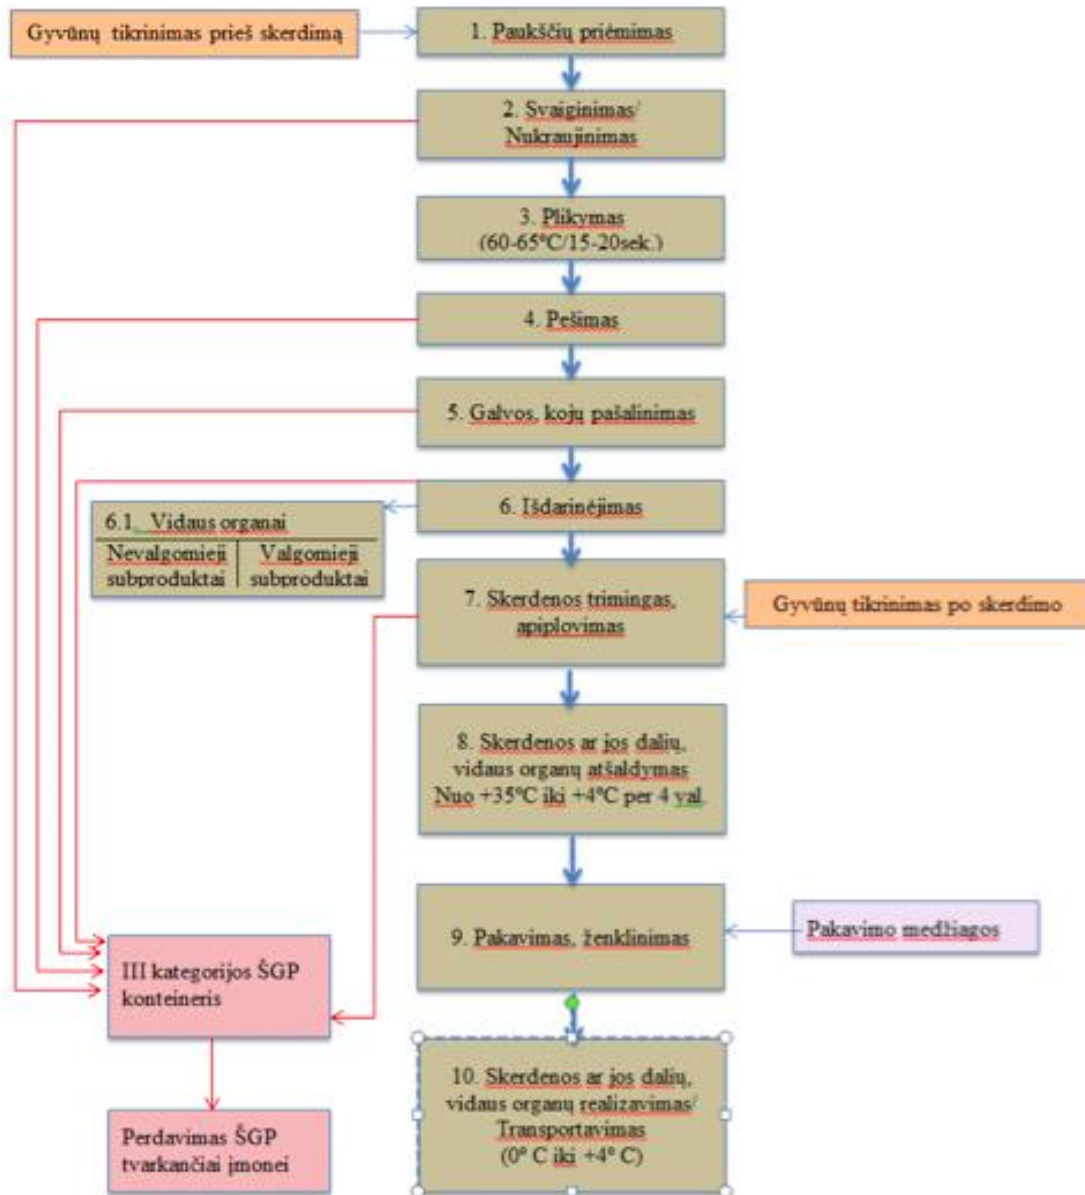 Gyvūnų tikrinimas prieš skerdimą
1. Paukščių priėmimas
2. Svaiginimas/
Nukraujinimas
3. Plikymas
(60-65°C/15-20sek.)
4. Pešimas
5. Galvos, kojų pašalinimas
6. Išdarinėjimas
6.1. Vidaus organai
Nevalgomieji
subproduktai
Valgomieji
subproduktai
7. Skerdenos trimingas,
apiplovimas
Gyvūnų tikrinimas po skerdimo
8. Skerdenos ar jos dalių,
vidaus organų atšaldymas
Nuo +35°C iki +4°C per 4 val.
9. Pakavimas, ženklinimas
Pakavimo medžiagos
III kategorijos ŠGP
konteineris
10. Skerdenos ar jos dalių,
vidaus organų realizavimas/
Transportavimas
(0° C iki +4° C)
Perdavimas ŠGP
tvarkančiai įmonei